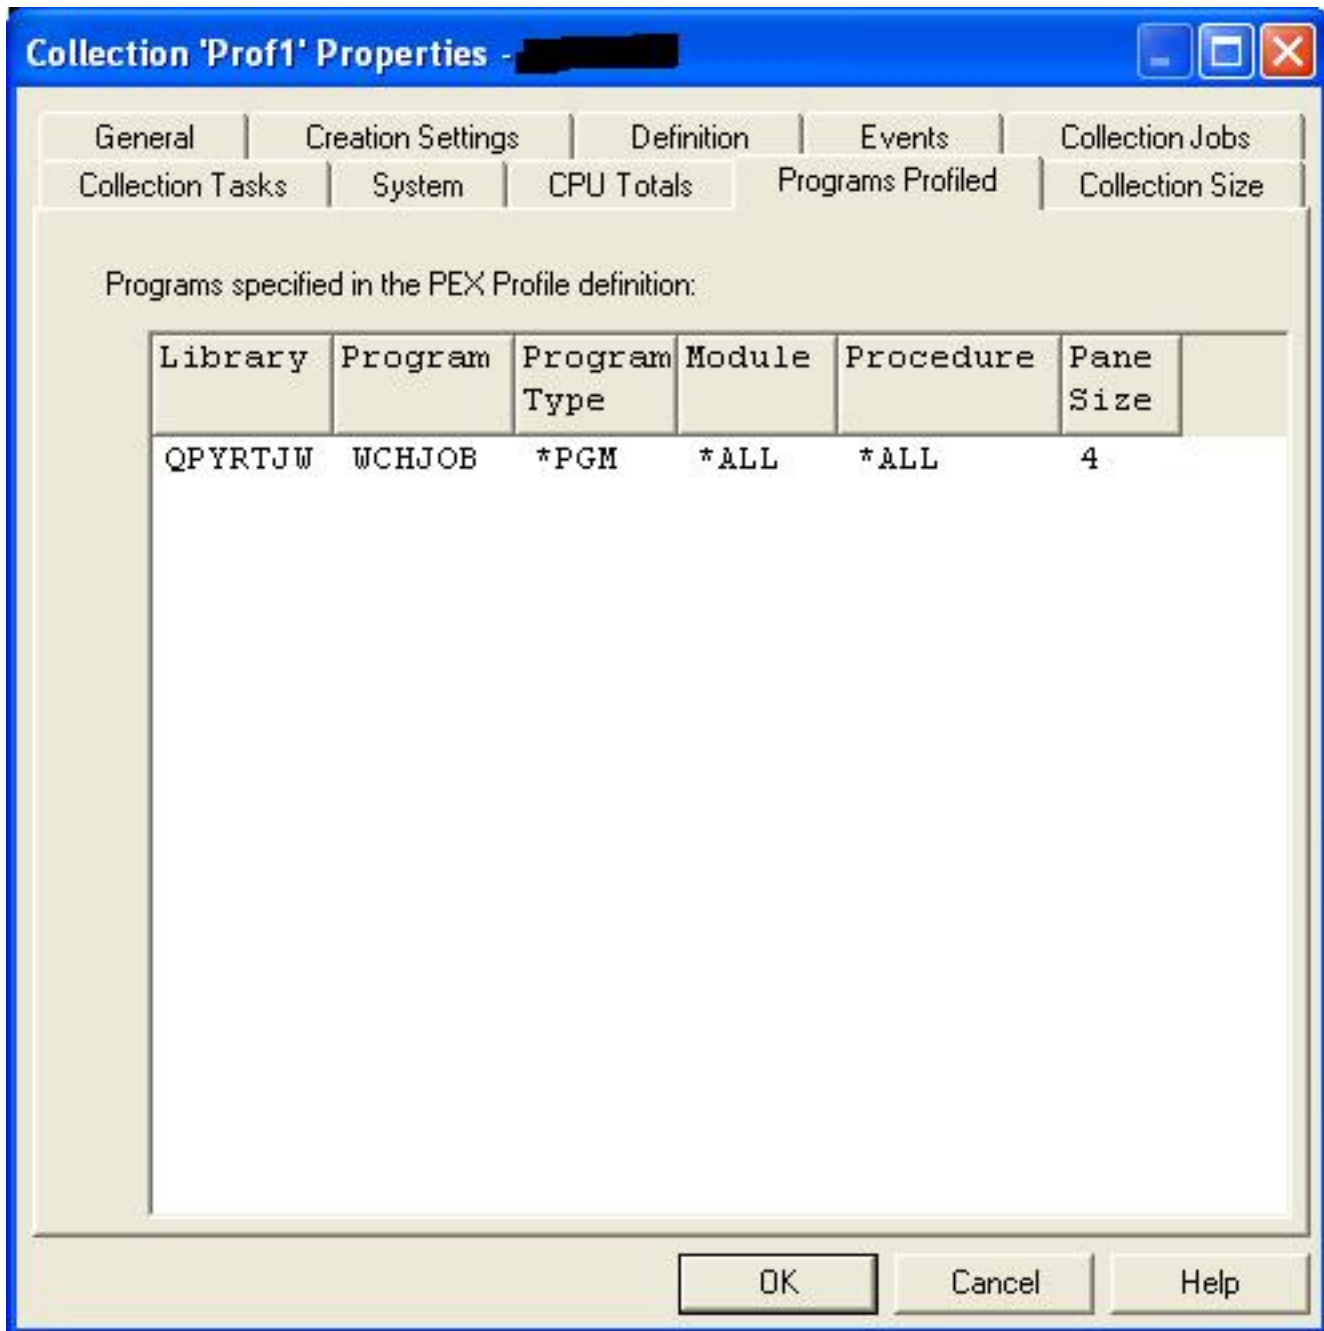 Collection 'Prof1' Properties -
General Creation Settings Definition Events Collection Jobs
Collection Tasks System CPU Totals Programs Profiled Collection Size
Programs specified in the PEX Profile definition:
Library Program Program Type Module Procedure Pane Size
QPYRTJW WCHJOB *PGM *ALL *ALL 4
OK Cancel Help